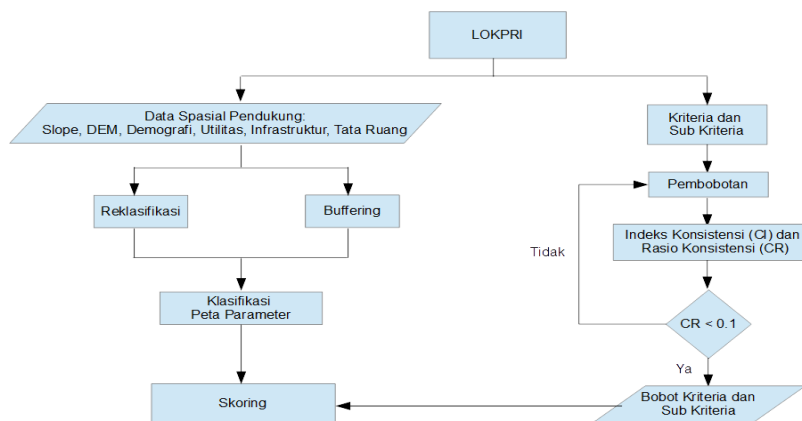 LOKPRI
Data Spasial Pendukung:
Slope, DEM, Demografi, Utilitas, Infrastruktur, Tata Ruang
Kriteria dan
Sub Kriteria
Reklasifikasi
Buffering
Pembobotan
Indeks Konsistensi (CI) dan
Rasio Konsistensi (CR)
Tidak
Klasifikasi
Peta Parameter
CR < 0.1
Ya
Skoring
Bobot Kriteria dan
Sub Kriteria